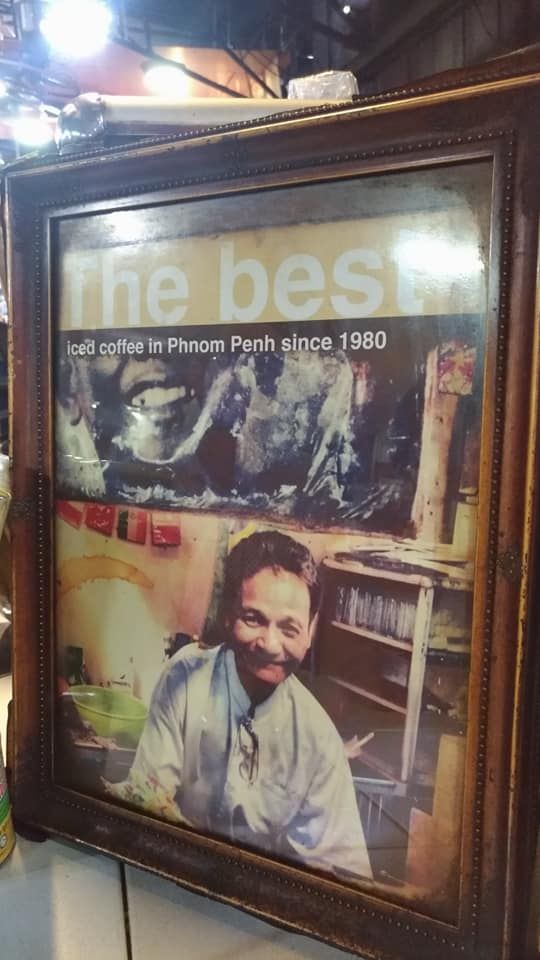 The best
iced coffee in Phnom Penh since 1980